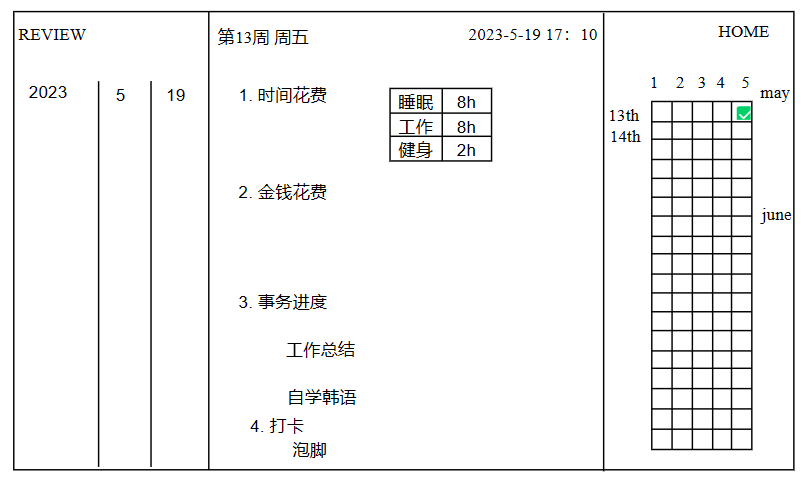 REVIEW
第13周 周五
2023-5-19 17：10
HOME
2023
5
19
1. 时间花费
睡眠 8h
工作 8h
健身 2h
2. 金钱花费
3. 事务进度
工作总结
自学韩语
4. 打卡
泡脚
1 2 3 4 5
may
13th
14th
june